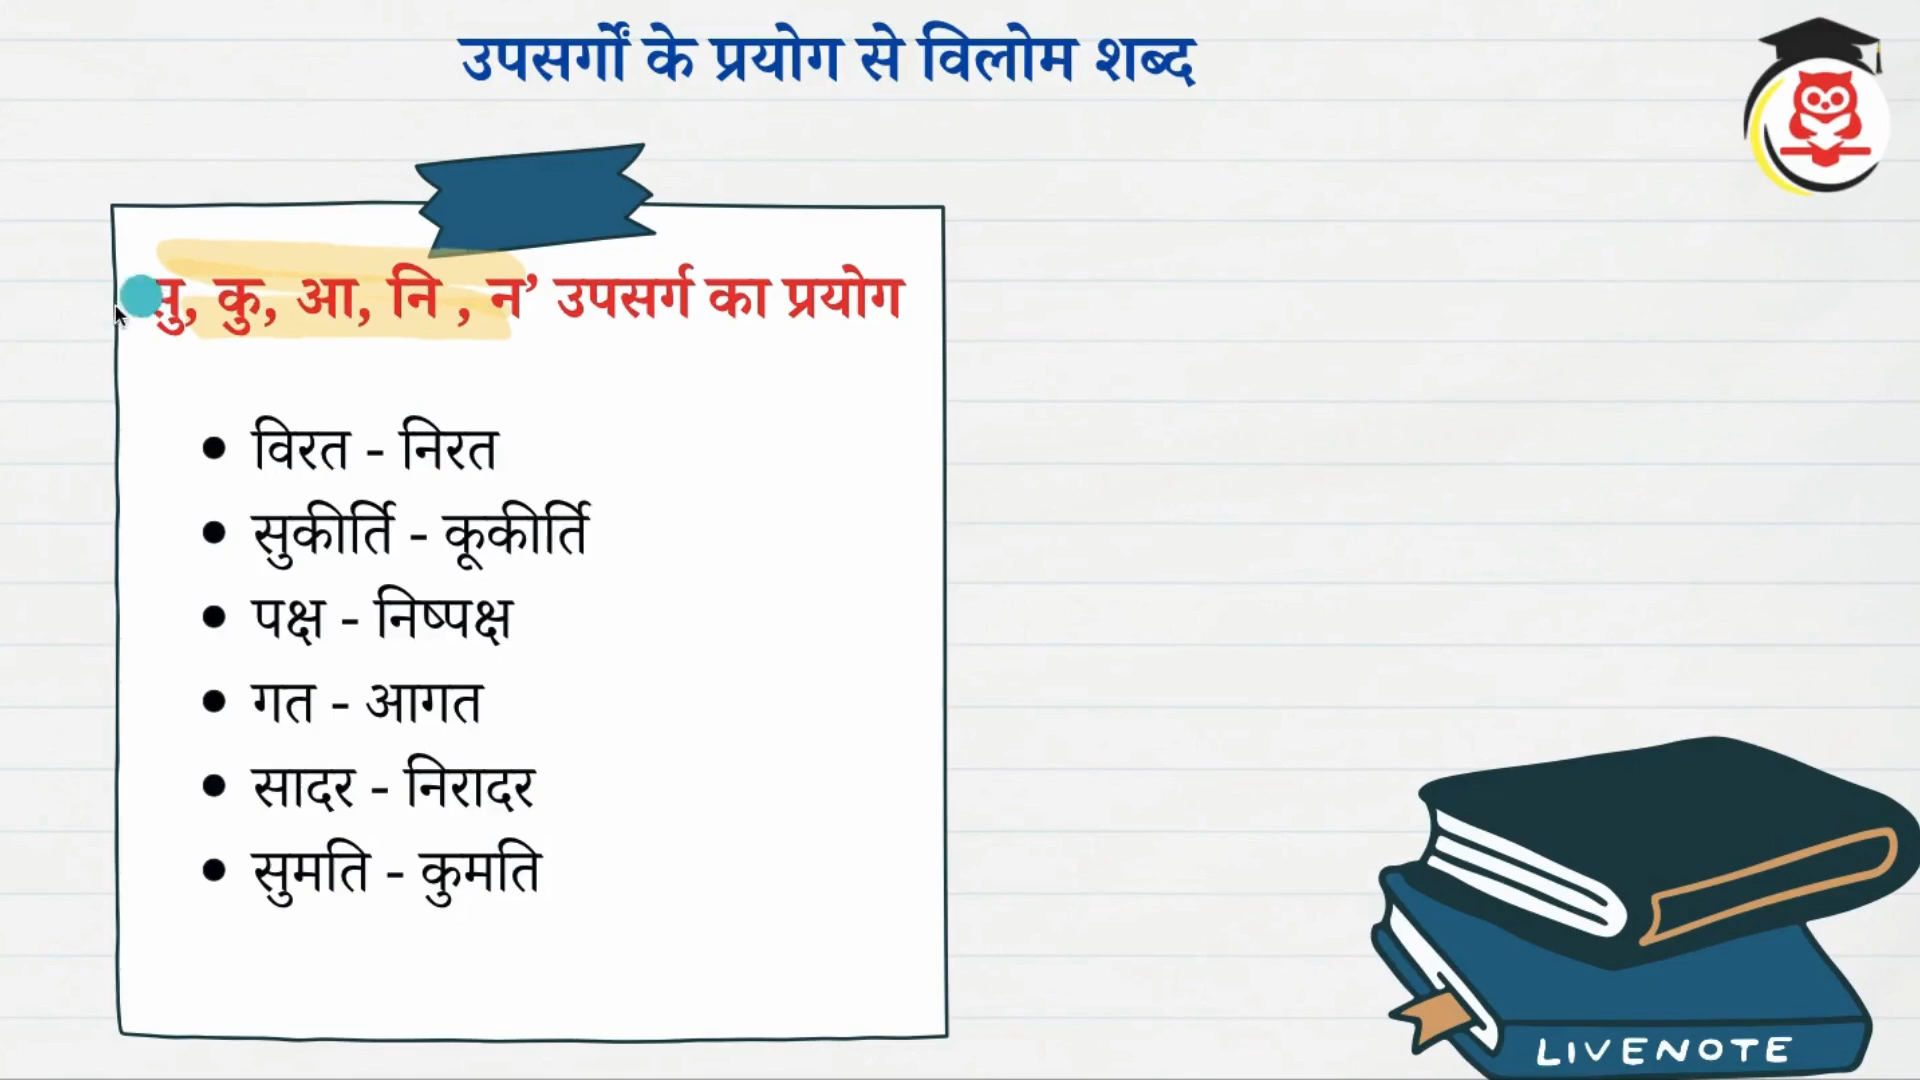 उपसर्गों के प्रयोग से विलोम शब्द
सु, कु, आ, नि , न’ उपसर्ग का प्रयोग
• विरत - निरत
• सुकीर्ति - कूकीर्ति
• पक्ष - निष्पक्ष
• गत - आगत
• सादर - निरादर
• सुमति - कुमति
LIVENOTE